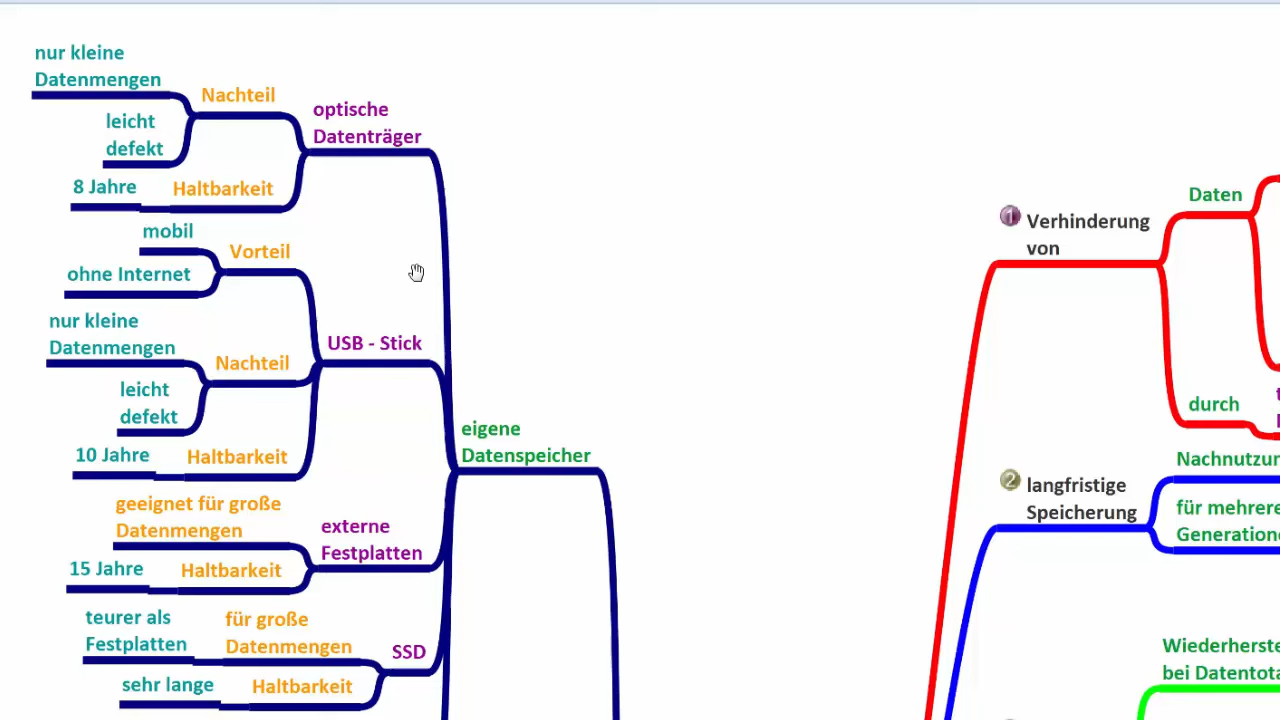 nur kleine
Datenmengen
Nachteil
leicht
defekt
optische
Datenträger
8 Jahre
Haltbarkeit
mobil
Vorteil
ohne Internet
nur kleine
Datenmengen
Nachteil
leicht
defekt
USB - Stick
10 Jahre
Haltbarkeit
eigene
Datenspeicher
geeignet für große
Datenmengen
externe
Festplatten
15 Jahre
Haltbarkeit
teurer als
Festplatten
für große
Datenmengen
SSD
sehr lange
Haltbarkeit
1
Verhinderung
von
Daten
durch
2
langfristige
Speicherung
für mehrere